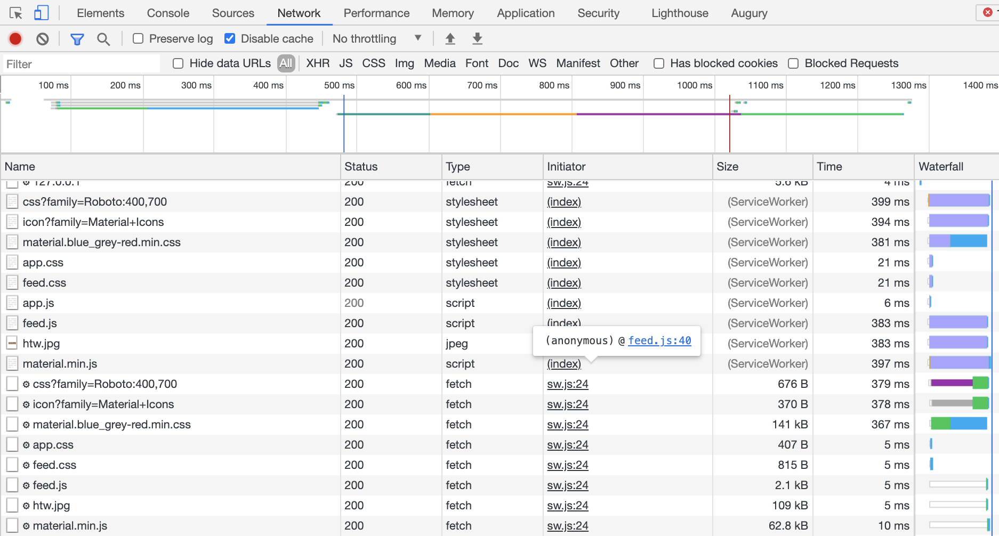 Elements Console Sources Network Performance Memory Application Security Lighthouse Augury
Preserve log Disable cache No throttling
Filter Hide data URLs All XHR JS CSS Img Media Font Doc WS Manifest Other Has blocked cookies Blocked Requests
100 ms 200 ms 300 ms 400 ms 500 ms 600 ms 700 ms 800 ms 900 ms 1000 ms 1100 ms 1200 ms 1300 ms 1400 ms
Name Status Type Initiator Size Time Waterfall
127.0.0.1 200 fetch sw.js:24 5.6 kB 4 ms
css?family=Roboto:400,700 200 stylesheet (index) (ServiceWorker) 399 ms
icon?family=Material+Icons 200 stylesheet (index) (ServiceWorker) 394 ms
material.blue_grey-red.min.css 200 stylesheet (index) (ServiceWorker) 381 ms
app.css 200 stylesheet (index) (ServiceWorker) 21 ms
feed.css 200 stylesheet (index) (ServiceWorker) 21 ms
app.js 200 script (index) (ServiceWorker) 6 ms
feed.js 200 script (index) (ServiceWorker) 383 ms
htw.jpg 200 jpeg (anonymous) @ feed.js:40 (ServiceWorker) 383 ms
material.min.js 200 script (index) (ServiceWorker) 397 ms
css?family=Roboto:400,700 200 fetch sw.js:24 676 B 379 ms
icon?family=Material+Icons 200 fetch sw.js:24 370 B 378 ms
material.blue_grey-red.min.css 200 fetch sw.js:24 141 kB 367 ms
app.css 200 fetch sw.js:24 407 B 5 ms
feed.css 200 fetch sw.js:24 815 B 5 ms
feed.js 200 fetch sw.js:24 2.1 kB 5 ms
htw.jpg 200 fetch sw.js:24 109 kB 5 ms
material.min.js 200 fetch sw.js:24 62.8 kB 10 ms